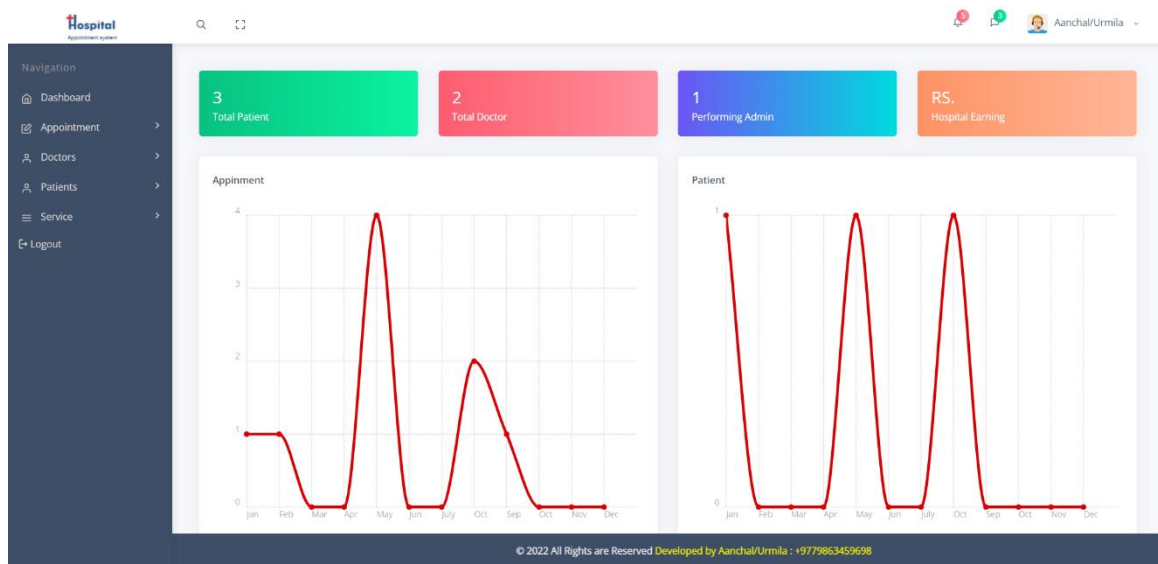 Hospital
Appointment system
5
3
Aanchal/Urmila
Navigation
Dashboard
Appointment
Doctors
Patients
Service
Logout
3
Total Patient
2
Total Doctor
1
Performing Admin
RS.
Hospital Earning
Appinment
4
3
2
1
0
Jan Feb Mar Apr May Jun July Oct Sep Oct Nov Dec
Patient
1
0
Jan Feb Mar Apr May Jun July Oct Sep Oct Nov Dec
© 2022 All Rights are Reserved Developed by Aanchal/Urmila : +9779863459698